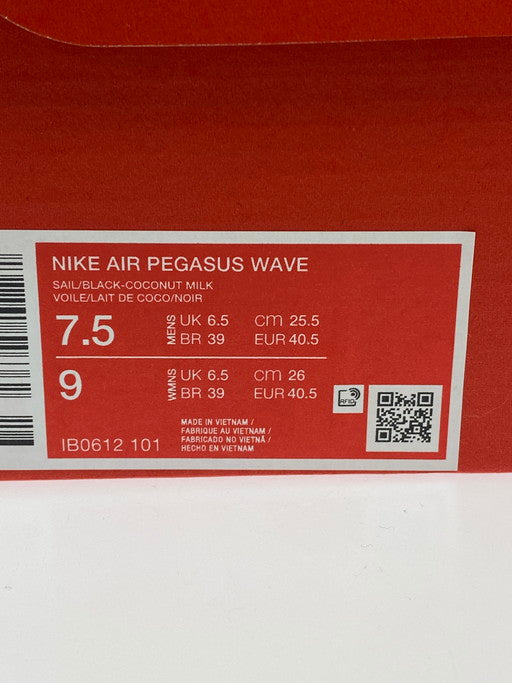 NIKE AIR PEGASUS WAVE
SAIL/BLACK-COCONUT MILK
VOILE/LAIT DE COCO/NOIR
7.5 MENS UK 6.5 cm 25.5
BR 39 EUR 40.5
9 WMNS UK 6.5 cm 26
BR 39 EUR 40.5
RFID
IB0612 101
MADE IN VIETNAM /
FABRIQUE AU VIETNAM /
FABRICADO NO VIETNÃ /
HECHO EN VIETNAM